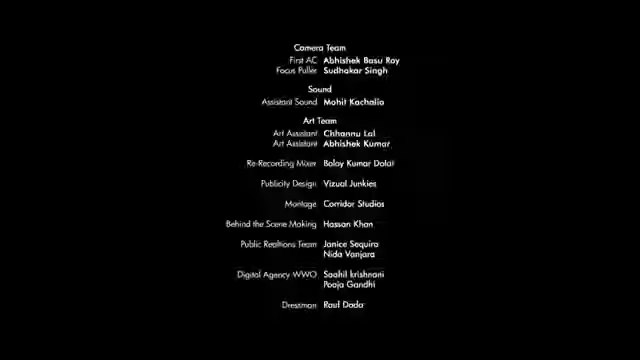 Camera Team
First AC Abhishek Basu Roy
Focus Puller Sudhakar Singh
Sound
Assistant Sound Mohit Kachalia
Art Team
Art Assistant Chhannu Lal
Art Assistant Abhishek Kumar
Re-Recording Mixer Baloy Kumar Dalai
Publicity Design Vizual Junkies
Montage Corridor Studios
Behind the Scene Making Hassan Khan
Public Realtions Team Janice Sequira
Nida Vanjara
Digital Agency WWO Saahil krishnani
Pooja Gandhi
Dressman Rauf Dada